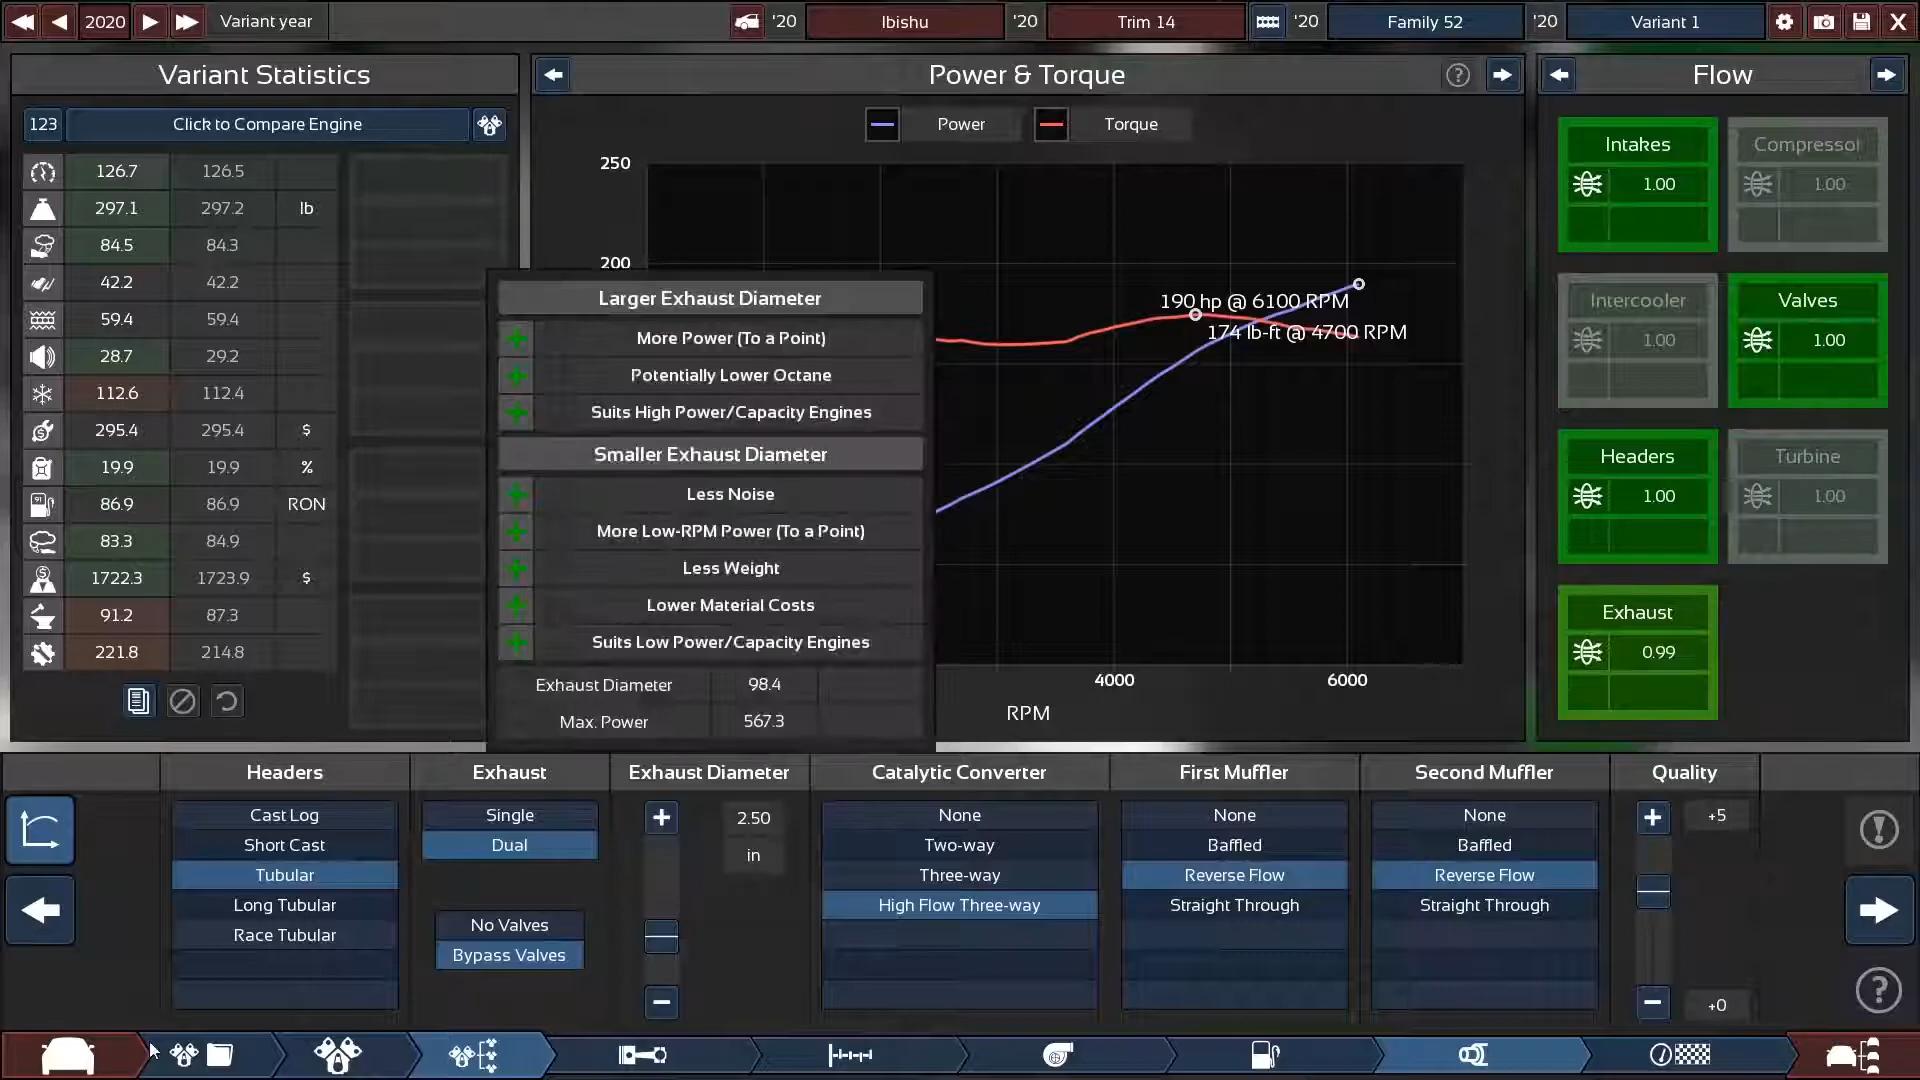 2020
Variant year
'20
Ibishu
'20
Trim 14
'20
Family 52
'20
Variant 1
Variant Statistics
123
Click to Compare Engine
126.7 126.5
297.1 297.2 lb
84.5 84.3
42.2 42.2
59.4 59.4
28.7 29.2
112.6 112.4
295.4 295.4 $
19.9 19.9 %
86.9 86.9 RON
83.3 84.9
1722.3 1723.9 $
91.2 87.3
221.8 214.8
Power & Torque
Power
Torque
250
200
190 hp @ 6100 RPM
174 lb-ft @ 4700 RPM
4000
6000
RPM
Larger Exhaust Diameter
More Power (To a Point)
Potentially Lower Octane
Suits High Power/Capacity Engines
Smaller Exhaust Diameter
Less Noise
More Low-RPM Power (To a Point)
Less Weight
Lower Material Costs
Suits Low Power/Capacity Engines
Exhaust Diameter 98.4
Max. Power 567.3
Flow
Intakes
1.00
Compressor
1.00
Intercooler
1.00
Valves
1.00
Headers
1.00
Turbine
1.00
Exhaust
0.99
Headers
Cast Log
Short Cast
Tubular
Long Tubular
Race Tubular
Exhaust
Single
Dual
No Valves
Bypass Valves
Exhaust Diameter
2.50
in
Catalytic Converter
None
Two-way
Three-way
High Flow Three-way
First Muffler
None
Baffled
Reverse Flow
Straight Through
Second Muffler
None
Baffled
Reverse Flow
Straight Through
Quality
+5
+0